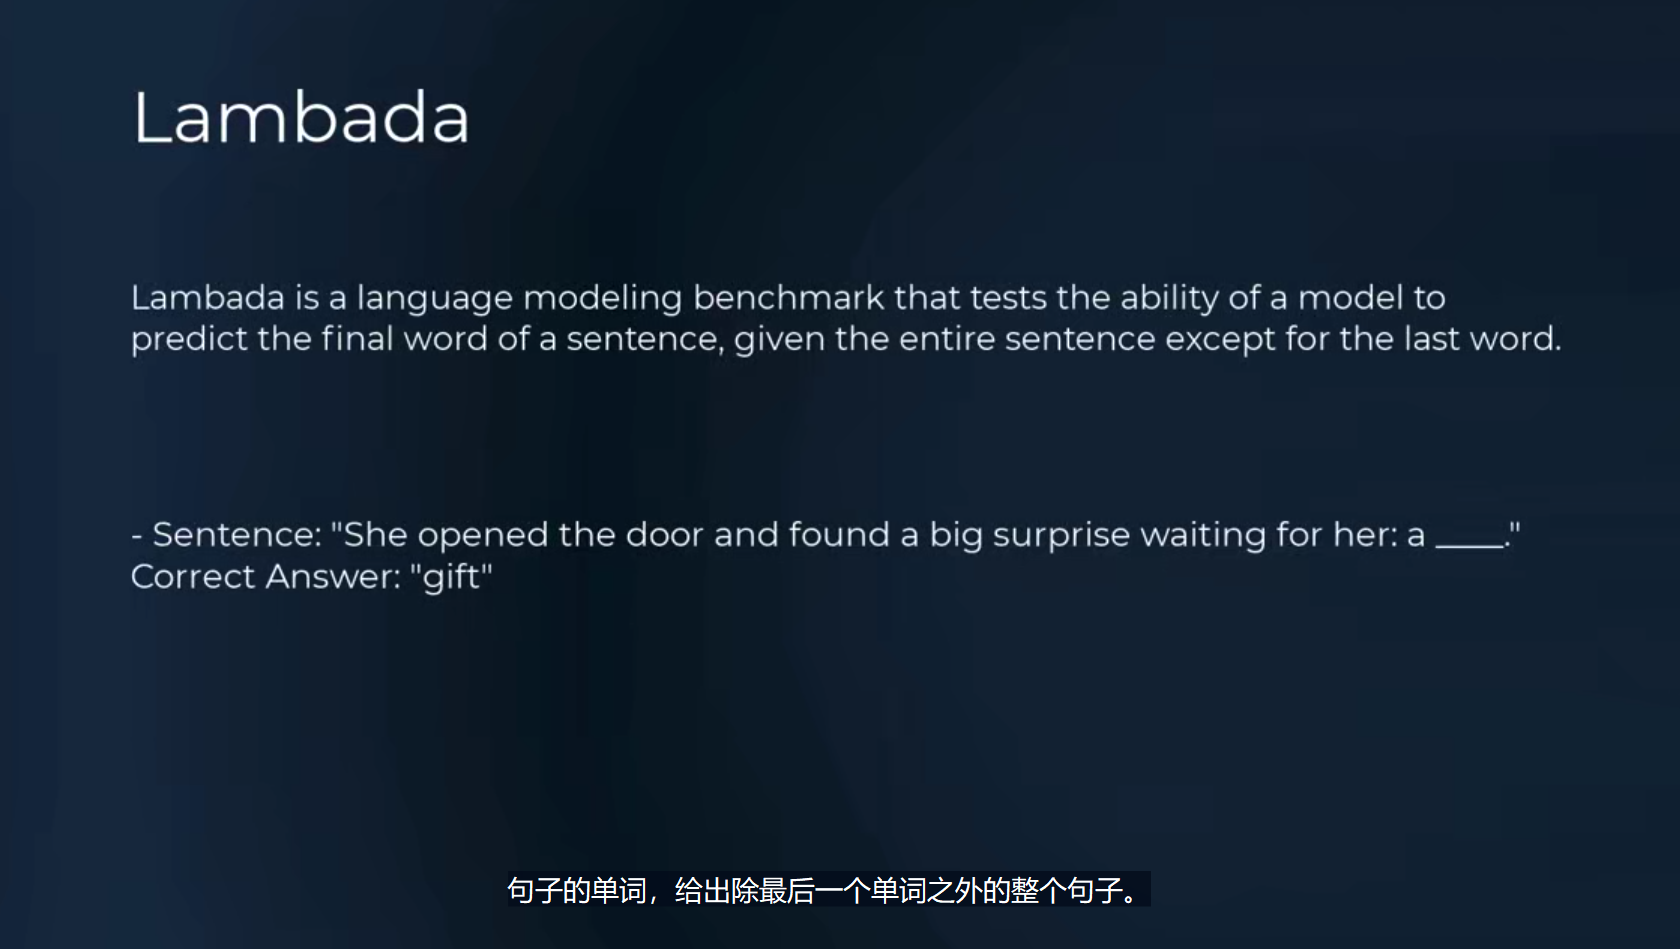 Lambada
Lambada is a language modeling benchmark that tests the ability of a model to
predict the final word of a sentence, given the entire sentence except for the last word.
- Sentence: "She opened the door and found a big surprise waiting for her: a ____."
Correct Answer: "gift"
句子的单词，给出除最后一个单词之外的整个句子。